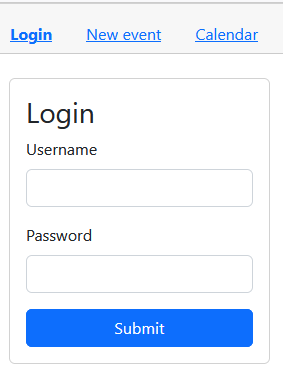 Login New event Calendar
Login
Username
Password
Submit